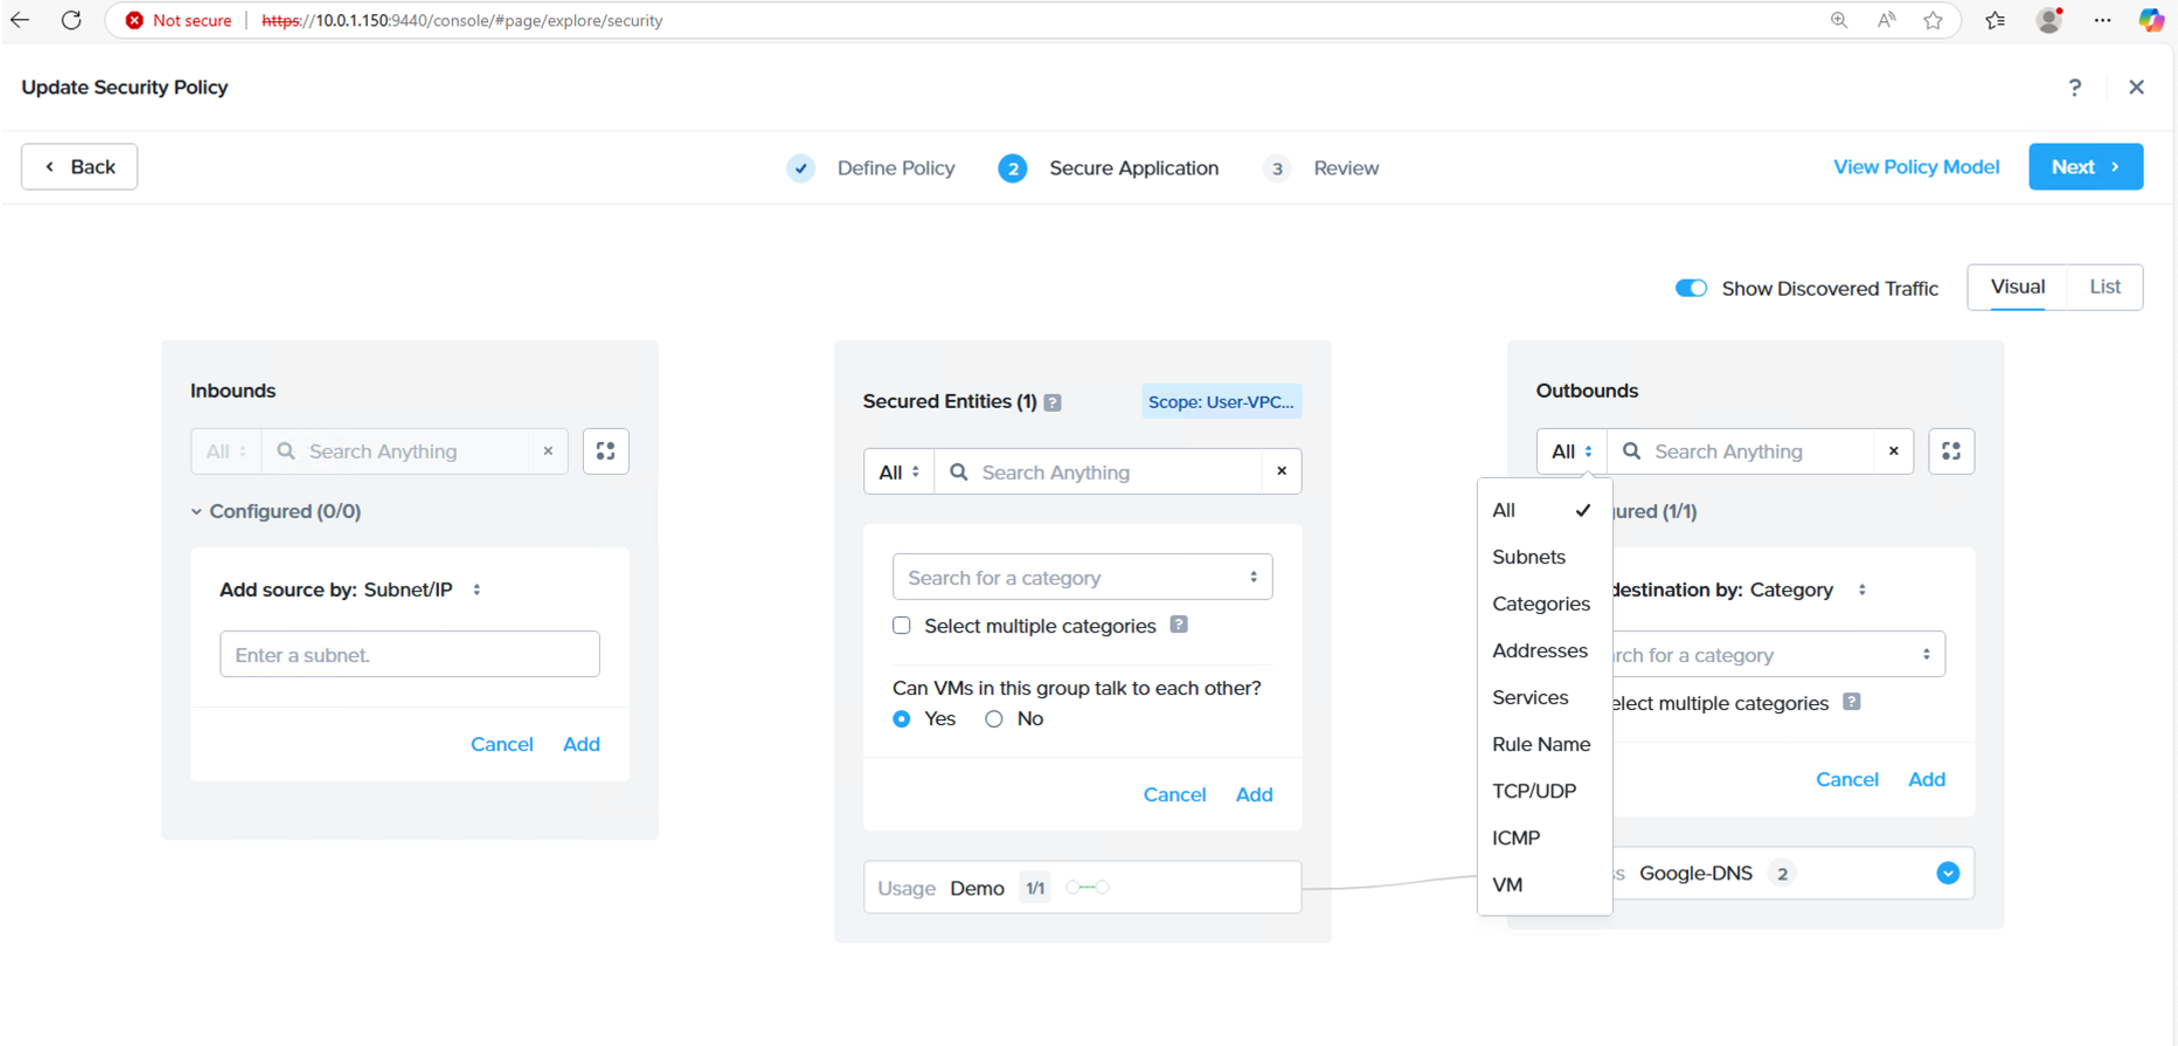 Not secure https://10.0.1.150:9440/console/#page/explore/security
Update Security Policy
?
Back
Define Policy
2 Secure Application
3 Review
View Policy Model
Next
Show Discovered Traffic
Visual
List
Inbounds
All
Search Anything
Configured (0/0)
Add source by: Subnet/IP
Enter a subnet.
Cancel
Add
Secured Entities (1) ?
Scope: User-VPC...
All
Search Anything
Search for a category
Select multiple categories ?
Can VMs in this group talk to each other?
Yes
No
Cancel
Add
Usage Demo 1/1
Outbounds
All
Search Anything
All
Subnets
Categories
Addresses
Services
Rule Name
TCP/UDP
ICMP
VM
ured (1/1)
destination by: Category
rch for a category
elect multiple categories ?
Cancel
Add
s Google-DNS 2